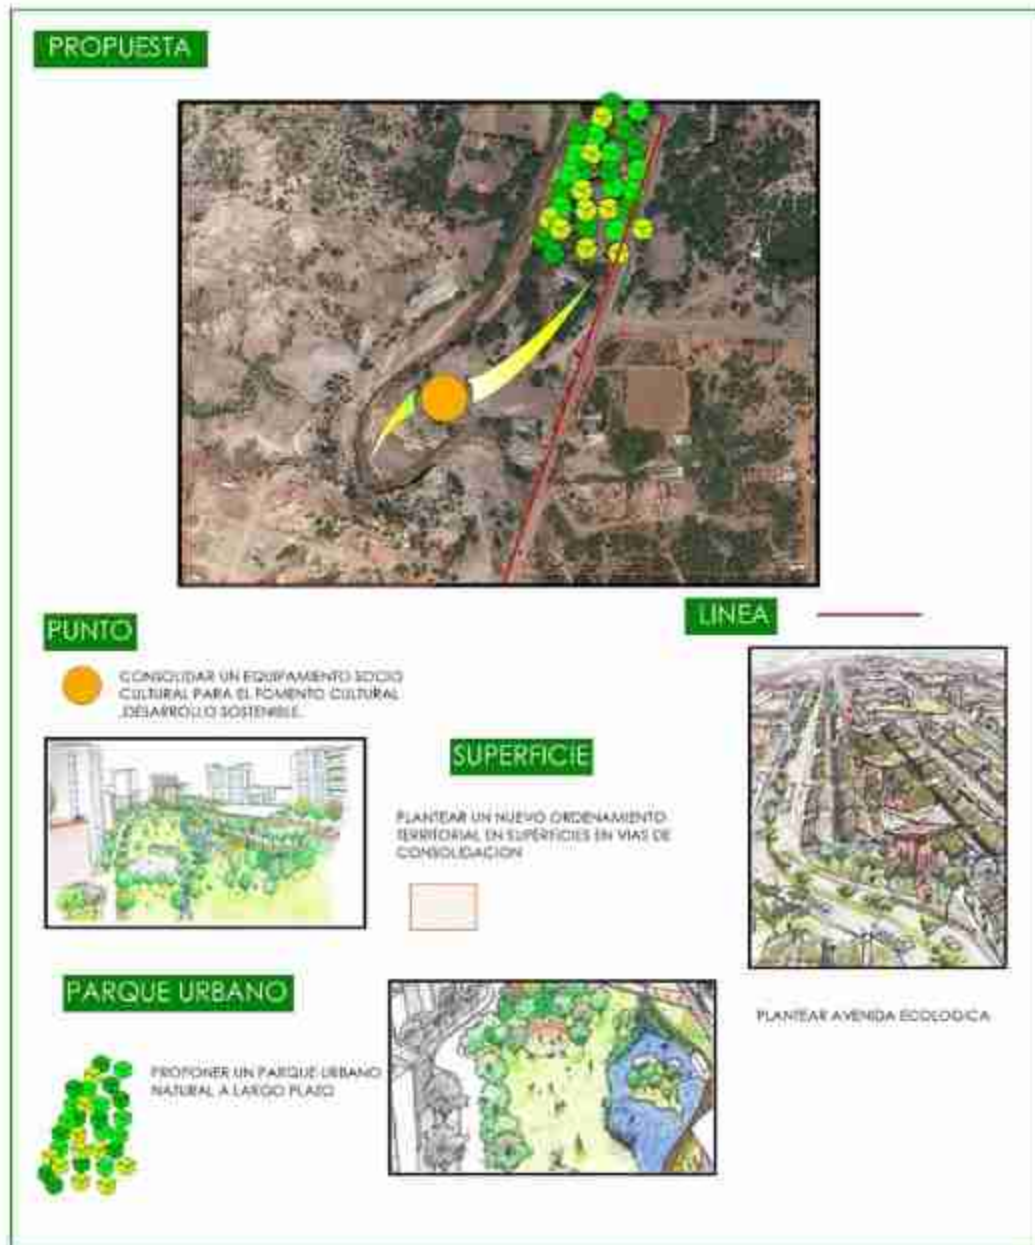 PROPUESTA
PUNTO
CONSOLIDAR UN EQUIPAMIENTO SOCIO
CULTURAL PARA EL FOMENTO CULTURAL
,DESARROLLO SOSTENIBLE.
LINEA
SUPERFICIE
PLANTEAR UN NUEVO ORDENAMIENTO
TERRITORIAL EN SUPERFICIES EN VIAS DE
CONSOLIDACION
PLANTEAR AVENIDA ECOLOGICA
PARQUE URBANO
PROPONER UN PARQUE URBANO
NATURAL A LARGO PLAZO